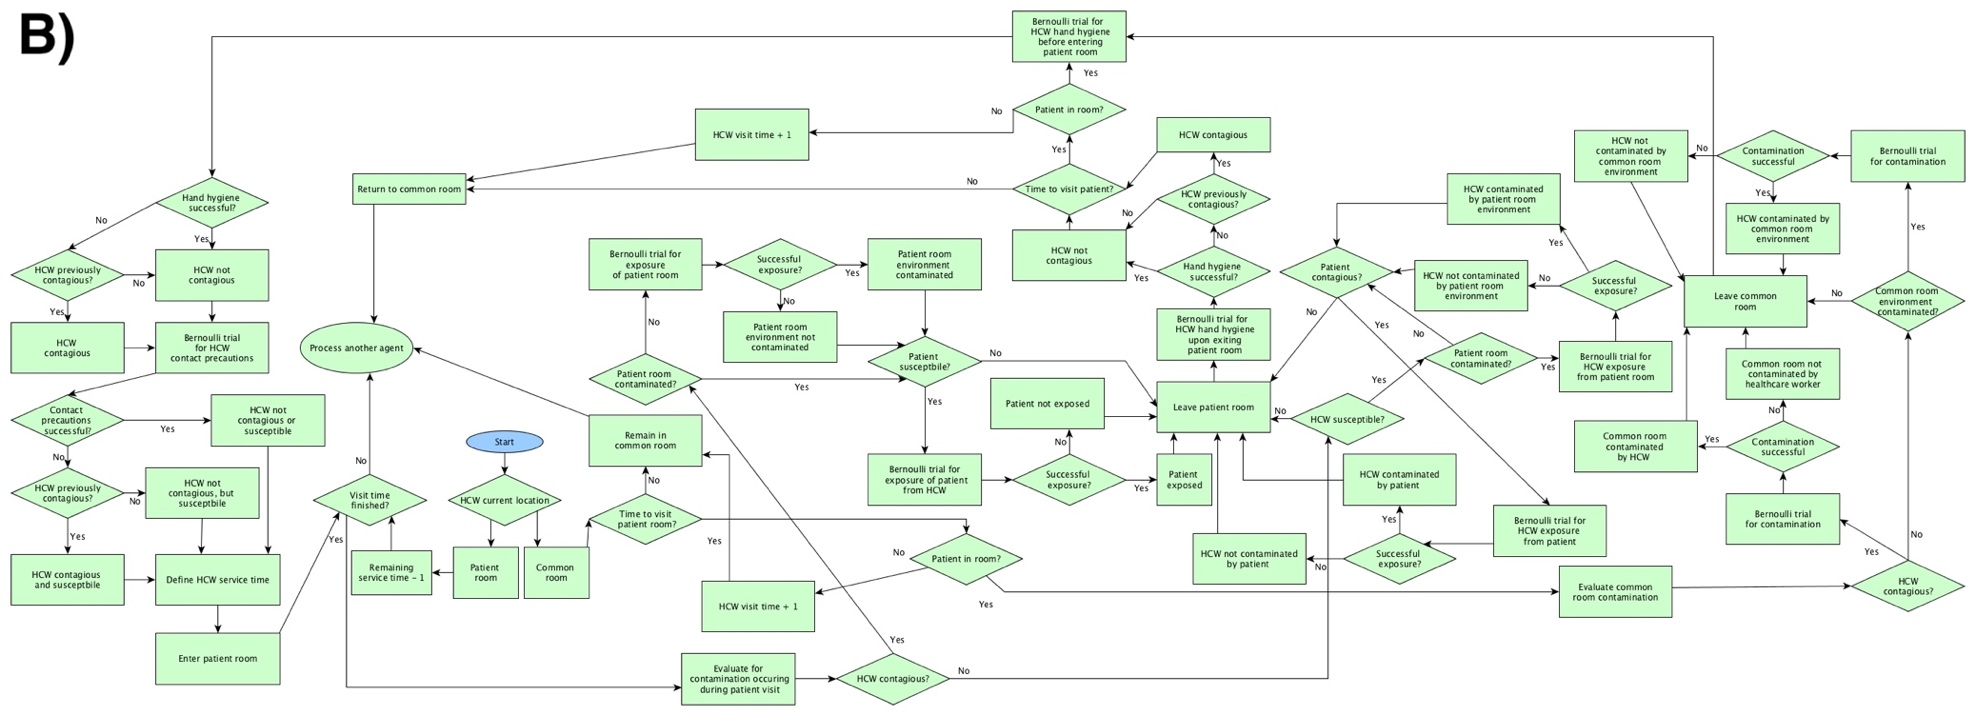 B)
Bernoulli trial for
HCW hand hygiene
before entering
patient room
Yes
Patient in room?
No
HCW visit time + 1
Yes
Time to visit patient?
No
Return to common room
HCW contagious
Yes
HCW previously
contagious?
No
HCW not
contagious
No
Hand hygiene
successful?
Yes
Bernoulli trial for
HCW hand hygiene
upon exiting
patient room
Hand hygiene
successful?
No
Yes
HCW previously
contagious?
No
HCW not
contagious
Yes
HCW
contagious
Bernoulli trial
for HCW
contact precautions
Contact
precautions
successful?
Yes
HCW not
contagious or
susceptible
No
HCW previously
contagious?
No
HCW not
contagious, but
susceptbile
Yes
HCW contagious
and susceptbile
Define HCW service time
Enter patient room
Process another agent
No
Visit time
finished?
Yes
Remaining
service time – 1
Start
HCW current location
Patient
room
Common
room
Remain in
common room
No
Time to visit
patient room?
Yes
Patient in room?
No
HCW visit time + 1
Yes
Evaluate for
contamination occuring
during patient visit
HCW contagious?
Yes
No
Bernoulli trial for
exposure
of patient room
Successful
exposure?
Yes
Patient room
environment
contaminated
No
Patient room
environment not
contaminated
No
Patient room
contaminated?
Yes
Patient
susceptbile?
No
Yes
Bernoulli trial for
exposure of patient
from HCW
Successful
exposure?
No
Patient not exposed
Yes
Patient
exposed
Leave patient room
No
HCW susceptible?
Yes
Patient room
contaminated?
No
Yes
Bernoulli trial for
HCW exposure
from patient room
Successful
exposure?
Yes
HCW contaminated
by patient room
environment
No
HCW not contaminated
by patient room
environment
Patient
contagious?
No
Yes
Bernoulli trial for
HCW exposure
from patient
Successful
exposure?
Yes
HCW contaminated
by patient
No
HCW not contaminated
by patient
HCW not
contaminated by
common room
environment
No
Contamination
successful
Bernoulli trial
for contamination
Yes
HCW contaminated by
common room
environment
Yes
Leave common
room
No
Common room
environment
contaminated?
Common room not
contaminated by
healthcare worker
No
Common room
contaminated
by HCW
Yes
Contamination
successful
Bernoulli trial
for contamination
Yes
No
Evaluate common
room contamination
HCW
contagious?